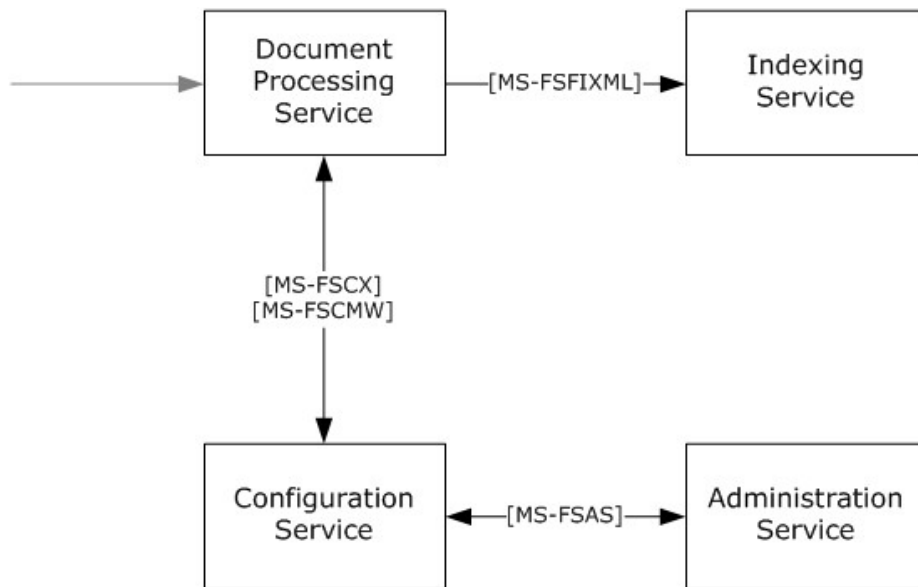 Document
Processing
Service
[MS-FSFIXML]
Indexing
Service
[MS-FSCX]
[MS-FSCMW]
Configuration
Service
[MS-FSAS]
Administration
Service